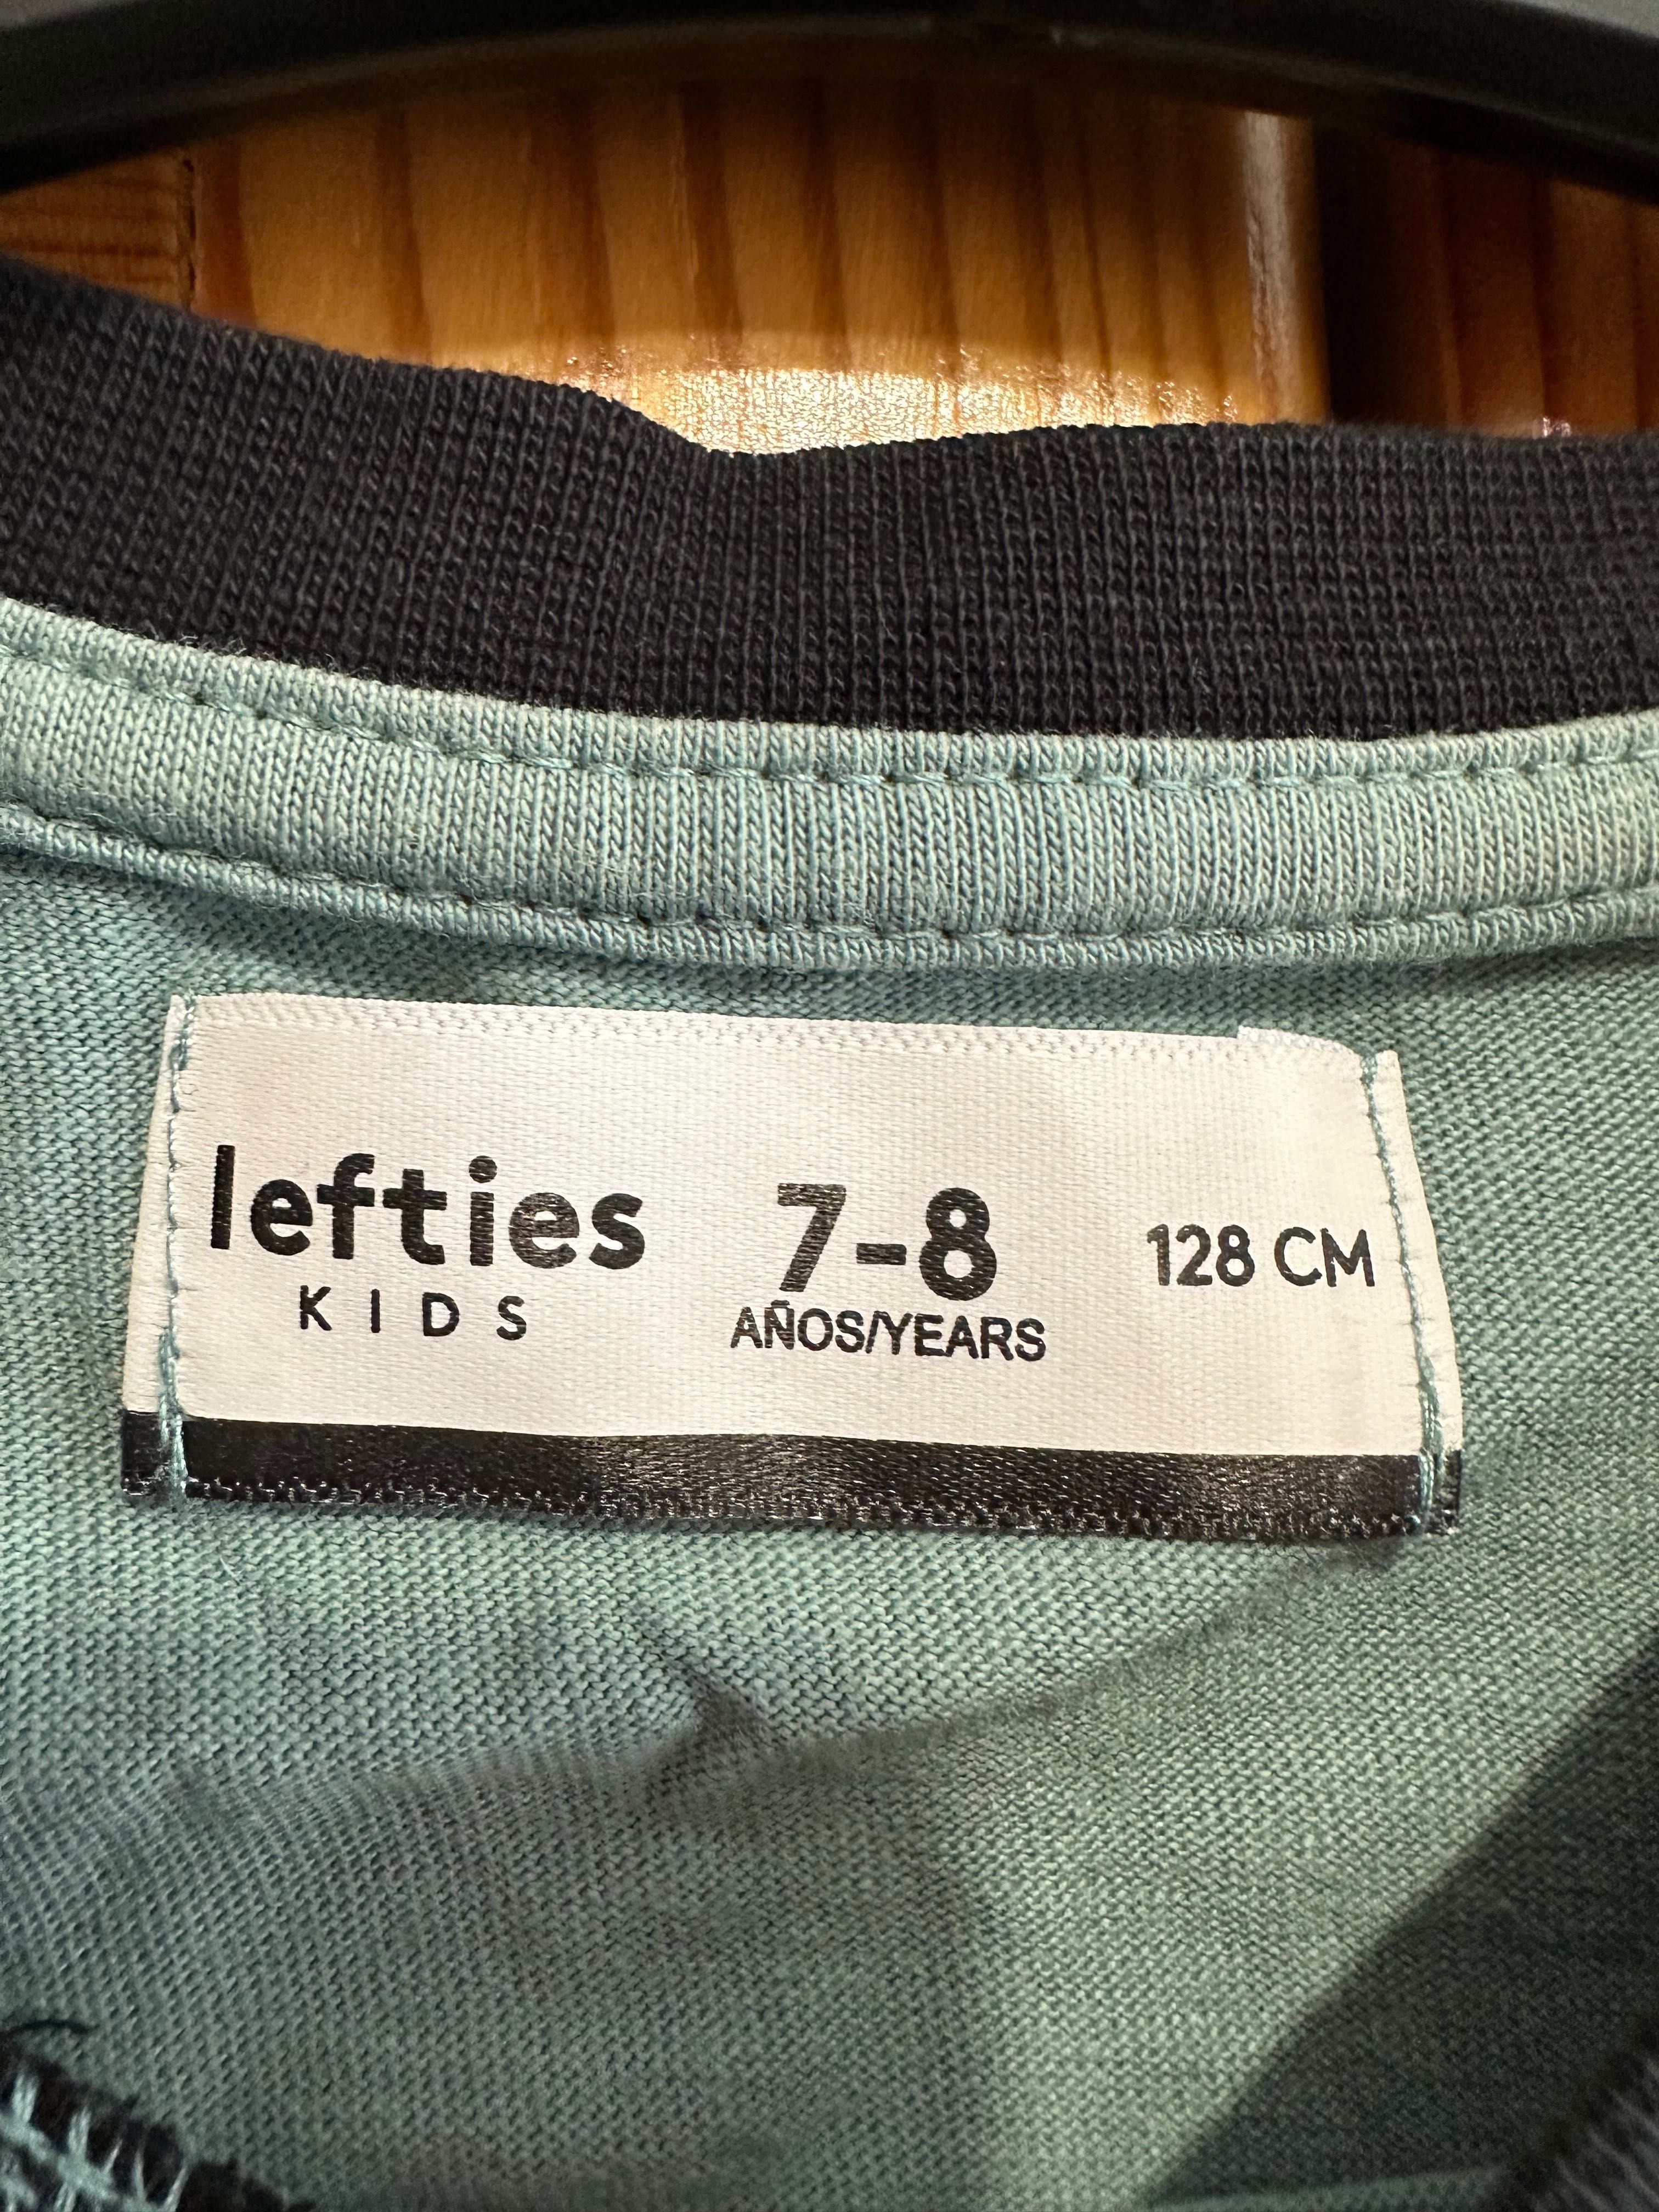 lefties
KIDS
7-8
AÑOS/YEARS
128 CM